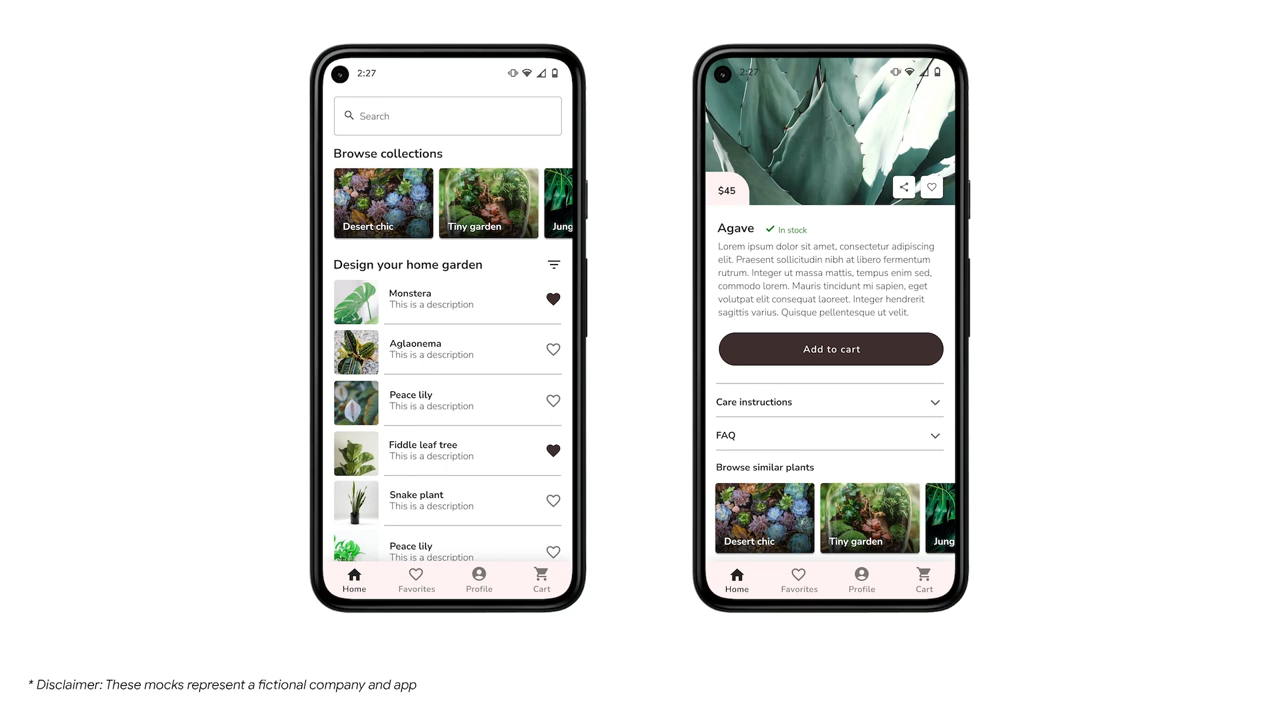 2:27
Search
Browse collections
Desert chic
Tiny garden
Jung
Design your home garden
Monstera
This is a description
Aglaonema
This is a description
Peace lily
This is a description
Fiddle leaf tree
This is a description
Snake plant
This is a description
Peace lily
This is a description
Home
Favorites
Profile
Cart
2:27
$45
Agave
In stock
Lorem ipsum dolor sit amet, consectetur adipiscing
elit. Praesent sollicitudin nibh at libero fermentum
rutrum. Integer ut massa mattis, tempus enim sed,
commodo lorem. Mauris tincidunt mi sapien, eget
volutpat elit consequat laoreet. Integer hendrerit
sagittis varius. Quisque pellentesque ut velit.
Add to cart
Care instructions
FAQ
Browse similar plants
Desert chic
Tiny garden
Jung
Home
Favorites
Profile
Cart
* Disclaimer: These mocks represent a fictional company and app